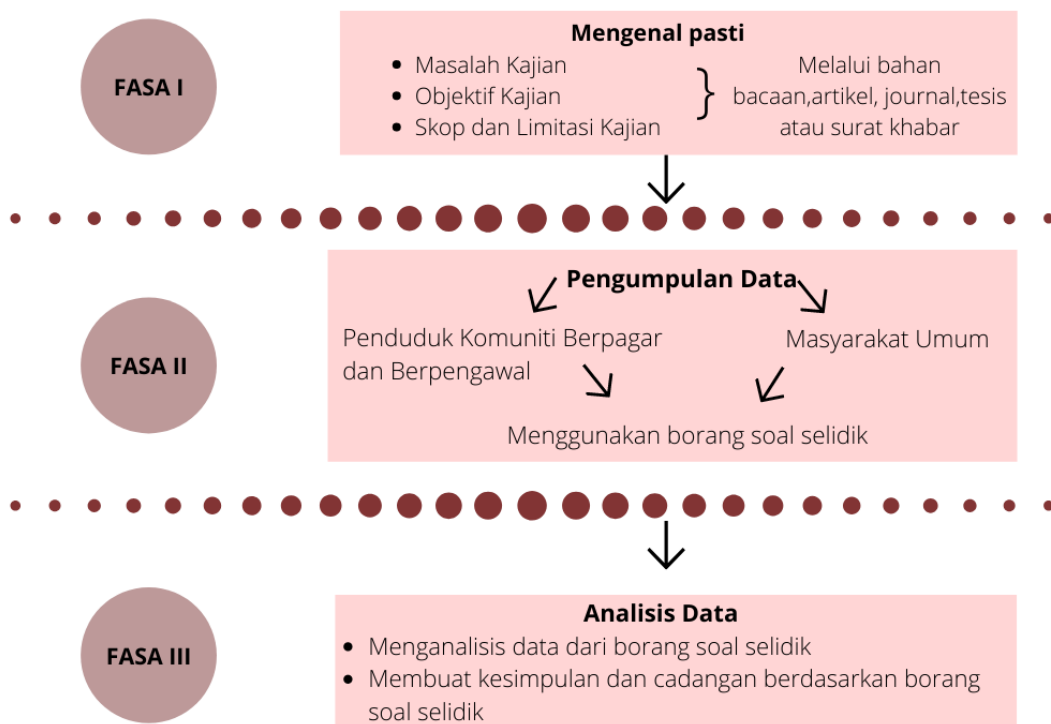 FASA I
Mengenal pasti
• Masalah Kajian
• Objektif Kajian
• Skop dan Limitasi Kajian
Melalui bahan
bacaan,artikel, journal,tesis
atau surat khabar
FASA II
Pengumpulan Data
Penduduk Komuniti Berpagar
dan Berpengawal
Masyarakat Umum
Menggunakan borang soal selidik
FASA III
Analisis Data
• Menganalisis data dari borang soal selidik
• Membuat kesimpulan dan cadangan berdasarkan borang
soal selidik